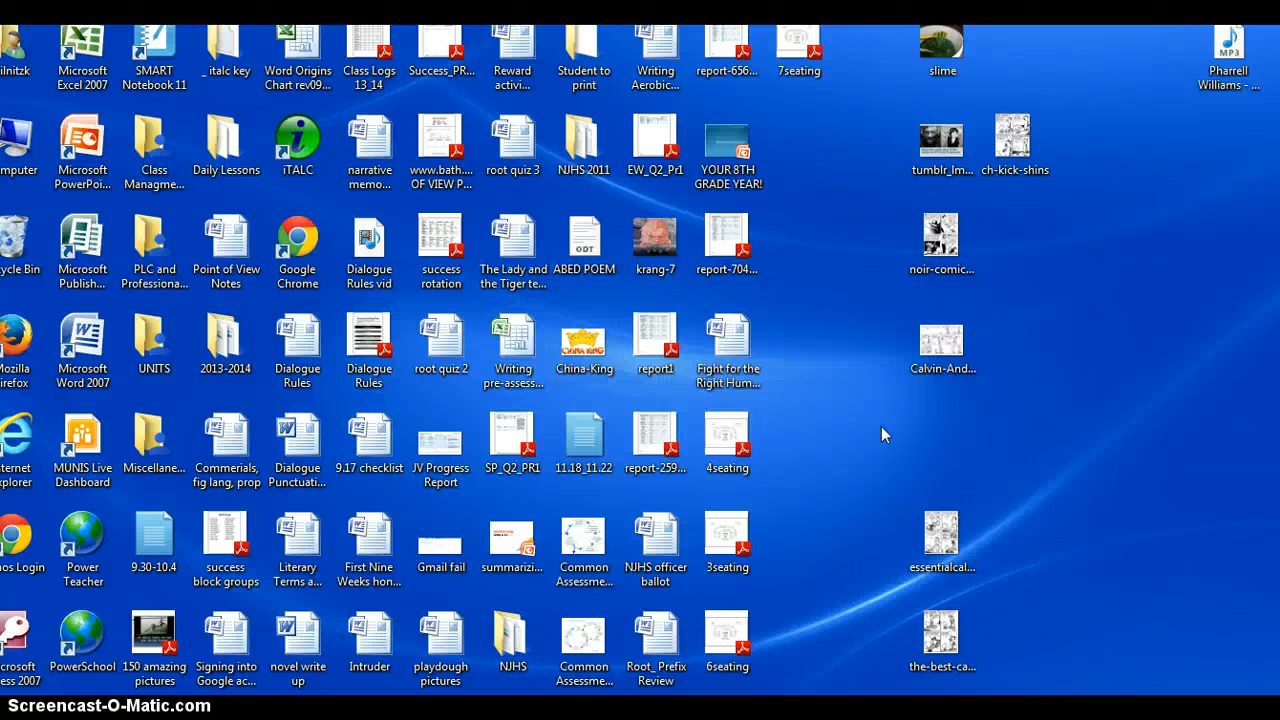 ilnitzk
Microsoft
Excel 2007
SMART
Notebook 11
_ italc key
Word Origins
Chart rev09...
Class Logs
13_14
Success_PR...
Reward
activi...
Student to
print
Writing
Aerobic...
report-656...
7seating
slime
MP3
Pharrell
Williams - ...
mputer
Microsoft
PowerPoi...
Class
Managme...
Daily Lessons
iTALC
narrative
memo...
www.bath...
OF VIEW P...
root quiz 3
NJHS 2011
EW_Q2_Pr1
YOUR 8TH
GRADE YEAR!
tumblr_lm...
ch-kick-shins
ycle Bin
Microsoft
Publish...
PLC and
Professiona...
Point of View
Notes
Google
Chrome
Dialogue
Rules vid
success
rotation
The Lady and
the Tiger te...
ODT
ABED POEM
krang-7
report-704...
noir-comic...
Mozilla
irefox
Microsoft
Word 2007
UNITS
2013-2014
Dialogue
Rules
Dialogue
Rules
root quiz 2
Writing
pre-assess...
CHINA KING
China-King
report1
Fight for the
Right Hum...
Calvin-And...
nternet
xplorer
MUNIS Live
Dashboard
Miscellane...
Commerials,
fig lang, prop
Dialogue
Punctuati...
9.17 checklist
JV Progress
Report
SP_Q2_PR1
11.18_11.22
report-259...
4seating
os Login
Power
Teacher
9.30-10.4
success
block groups
Literary
Terms a...
First Nine
Weeks hon...
Gmail fail
summarizi...
Common
Assessme...
NJHS officer
ballot
3seating
essentialcal...
crosoft
ess 2007
PowerSchool
150 amazing
pictures
Signing into
Google ac...
novel write
up
Intruder
playdough
pictures
NJHS
Common
Assessme...
Root_ Prefix
Review
6seating
the-best-ca...
Screencast-O-Matic.com